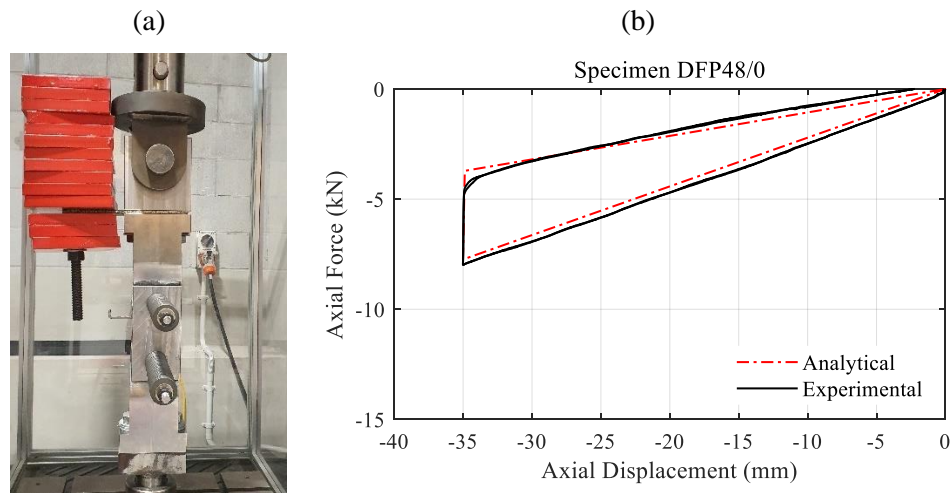 (a)
(b)
Specimen DFP48/0
0
-5
-10
-15
Axial Force (kN)
Analytical
Experimental
-40 -35 -30 -25 -20 -15 -10 -5 0
Axial Displacement (mm)